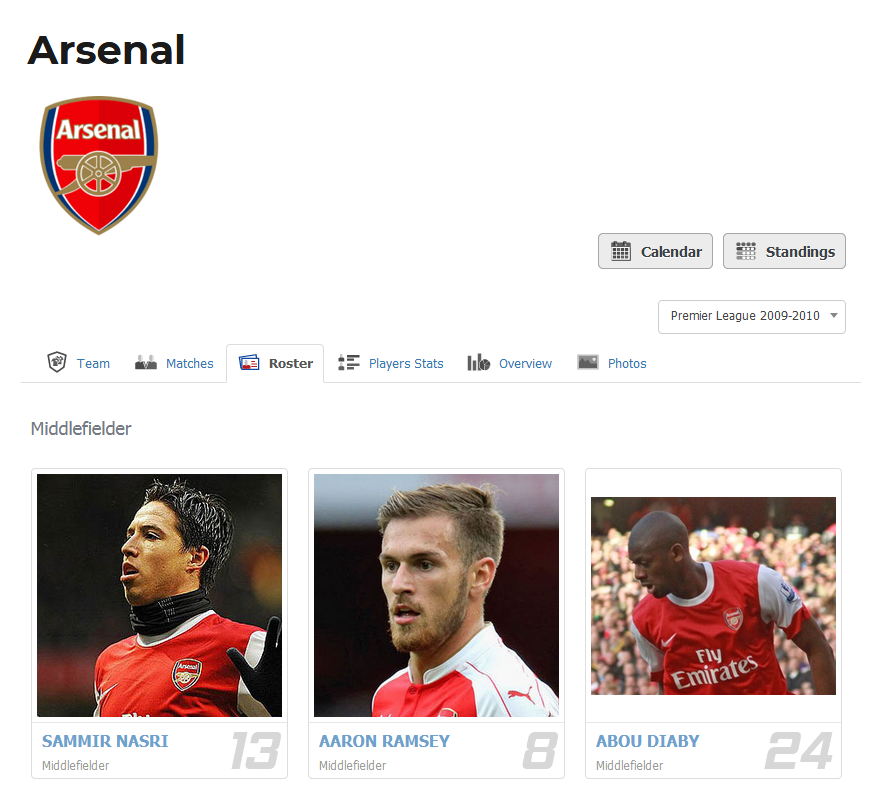 Arsenal
Arsenal
Calendar Standings
Premier League 2009-2010
Team Matches Roster Players Stats Overview Photos
Middlefielder
Arsenal
Fly
Emirates
SAMMIR NASRI 13 AARON RAMSEY 8 ABOU DIABY 24
Middlefielder Middlefielder Middlefielder